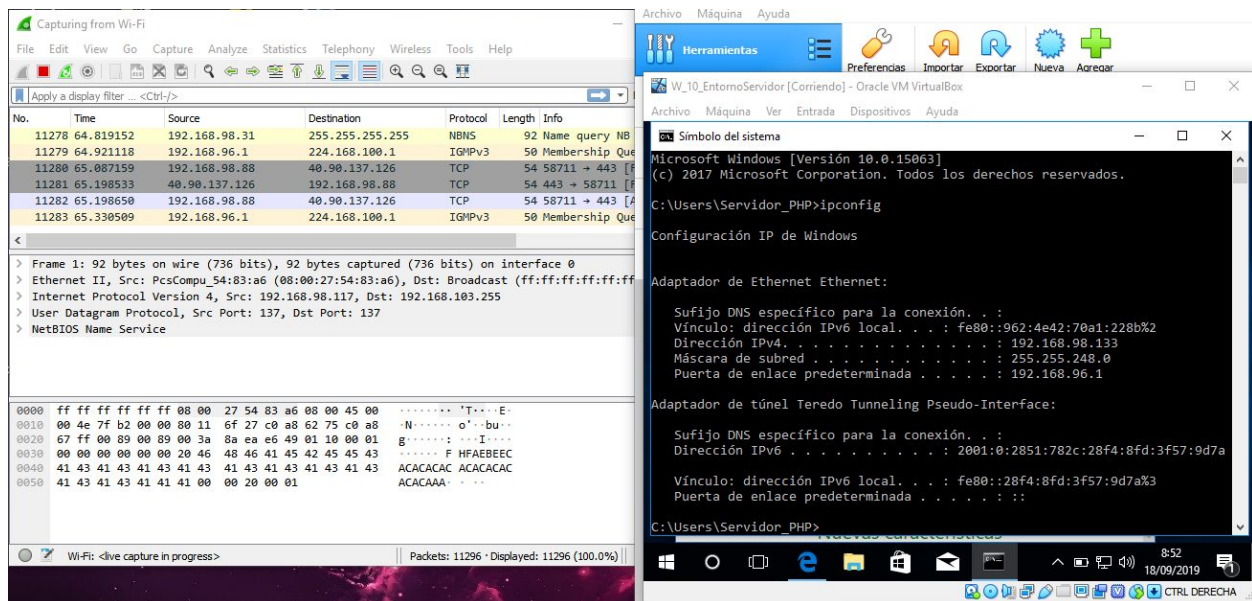 Capturing from Wi-Fi
File Edit View Go Capture Analyze Statistics Telephony Wireless Tools Help
Apply a display filter ... <Ctrl-/>
No. Time Source Destination Protocol Length Info
11278 64.819152 192.168.98.31 255.255.255.255 NBNS 92 Name query NB
11279 64.921118 192.168.96.1 224.168.100.1 IGMPv3 50 Membership Que
11280 65.087159 192.168.98.88 40.90.137.126 TCP 54 58711 → 443 [F
11281 65.198533 40.90.137.126 192.168.98.88 TCP 54 443 → 58711 [F
11282 65.198650 192.168.98.88 40.90.137.126 TCP 54 58711 → 443 [A
11283 65.330509 192.168.96.1 224.168.100.1 IGMPv3 50 Membership Que
> Frame 1: 92 bytes on wire (736 bits), 92 bytes captured (736 bits) on interface 0
> Ethernet II, Src: PcsCompu_54:83:a6 (08:00:27:54:83:a6), Dst: Broadcast (ff:ff:ff:ff:ff:ff
> Internet Protocol Version 4, Src: 192.168.98.117, Dst: 192.168.103.255
> User Datagram Protocol, Src Port: 137, Dst Port: 137
> NetBIOS Name Service
0000 ff ff ff ff ff ff 08 00 27 54 83 a6 08 00 45 00 ········ 'T····E·
0010 00 4e 7f b2 00 00 80 11 6f 27 c0 a8 62 75 c0 a8 ·N······ o'··bu··
0020 67 ff 00 89 00 89 00 3a 8a ea e6 49 01 10 00 01 g······: ···I····
0030 00 00 00 00 00 00 20 46 48 46 41 45 42 45 45 43 ······ F HFAEBEEC
0040 41 43 41 43 41 43 41 43 41 43 41 43 41 43 41 43 ACACACAC ACACACAC
0050 41 43 41 43 41 41 41 00 00 20 00 01 ACACAAA· · ··
Wi-Fi: <live capture in progress> Packets: 11296 · Displayed: 11296 (100.0%)
Archivo Máquina Ayuda
Herramientas
Preferencias Importar Exportar Nueva Agregar
W_10_EntornoServidor [Corriendo] - Oracle VM VirtualBox
Archivo Máquina Ver Entrada Dispositivos Ayuda
Símbolo del sistema
Microsoft Windows [Versión 10.0.15063]
(c) 2017 Microsoft Corporation. Todos los derechos reservados.
C:\Users\Servidor_PHP>ipconfig
Configuración IP de Windows
Adaptador de Ethernet Ethernet:
Sufijo DNS específico para la conexión. . :
Vínculo: dirección IPv6 local. . . : fe80::962:4e42:70a1:228b%2
Dirección IPv4. . . . . . . . . . . . . . : 192.168.98.133
Máscara de subred . . . . . . . . . . . . : 255.255.248.0
Puerta de enlace predeterminada . . . . . : 192.168.96.1
Adaptador de túnel Teredo Tunneling Pseudo-Interface:
Sufijo DNS específico para la conexión. . :
Dirección IPv6 . . . . . . . . . . : 2001:0:2851:782c:28f4:8fd:3f57:9d7a
Vínculo: dirección IPv6 local. . . : fe80::28f4:8fd:3f57:9d7a%3
Puerta de enlace predeterminada . . . . . : ::
C:\Users\Servidor_PHP>
Nuevas características
8:52
18/09/2019
CTRL DERECHA